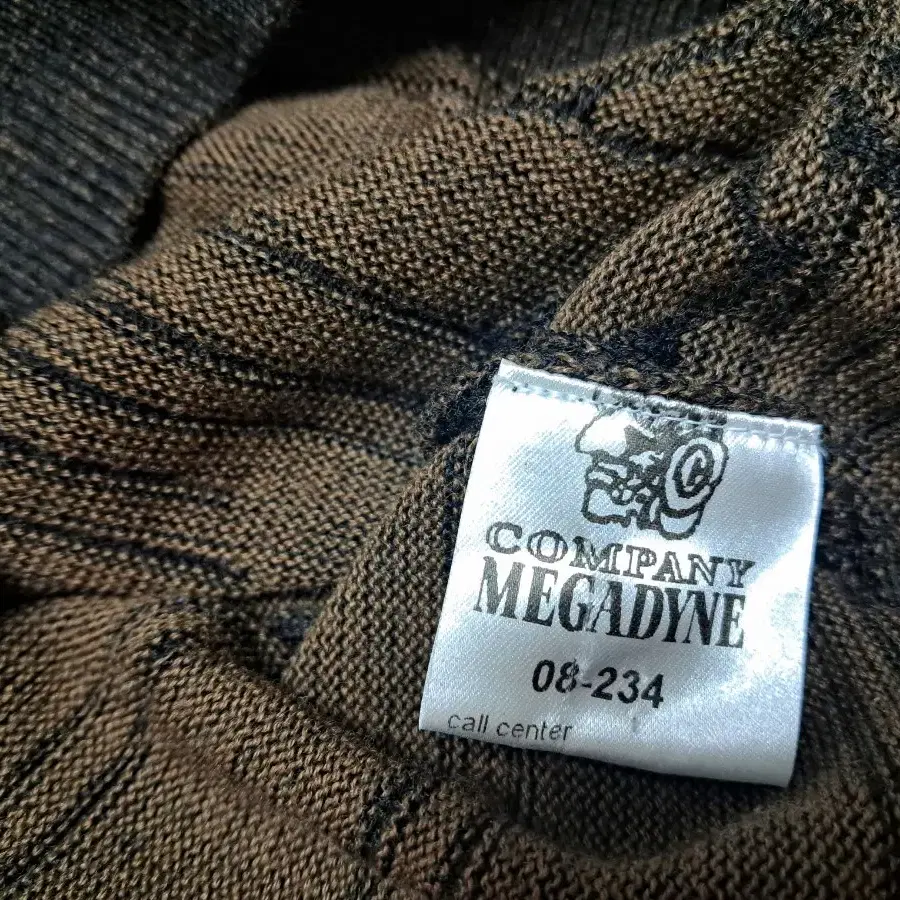 C
COMPANY
MEGADYNE
08-234
call center